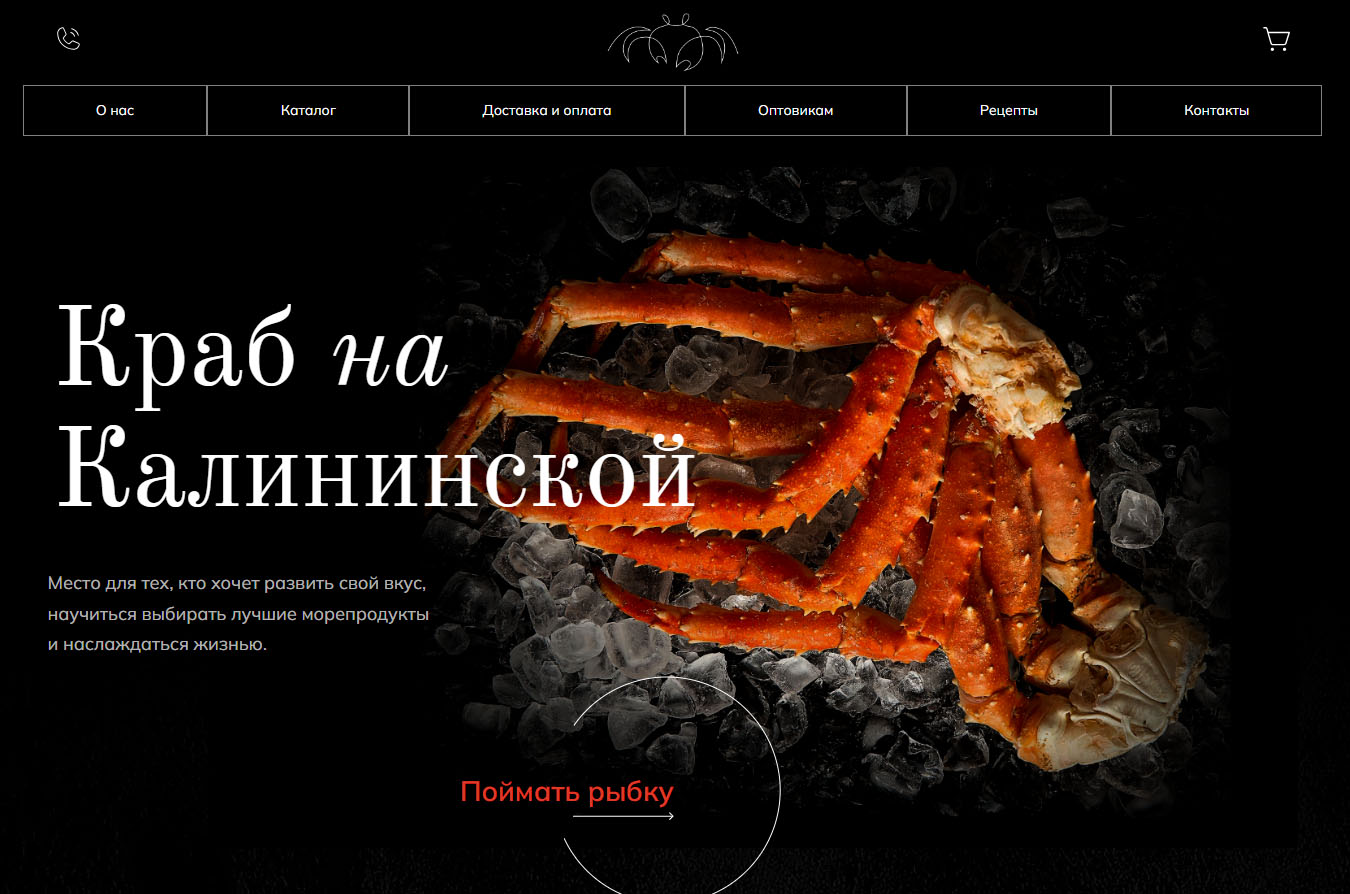 О нас
Каталог
Доставка и оплата
Оптовикам
Рецепты
Контакты
Краб на
Калининской
Место для тех, кто хочет развить свой вкус,
научиться выбирать лучшие морепродукты
и наслаждаться жизнью.
Поймать рыбку